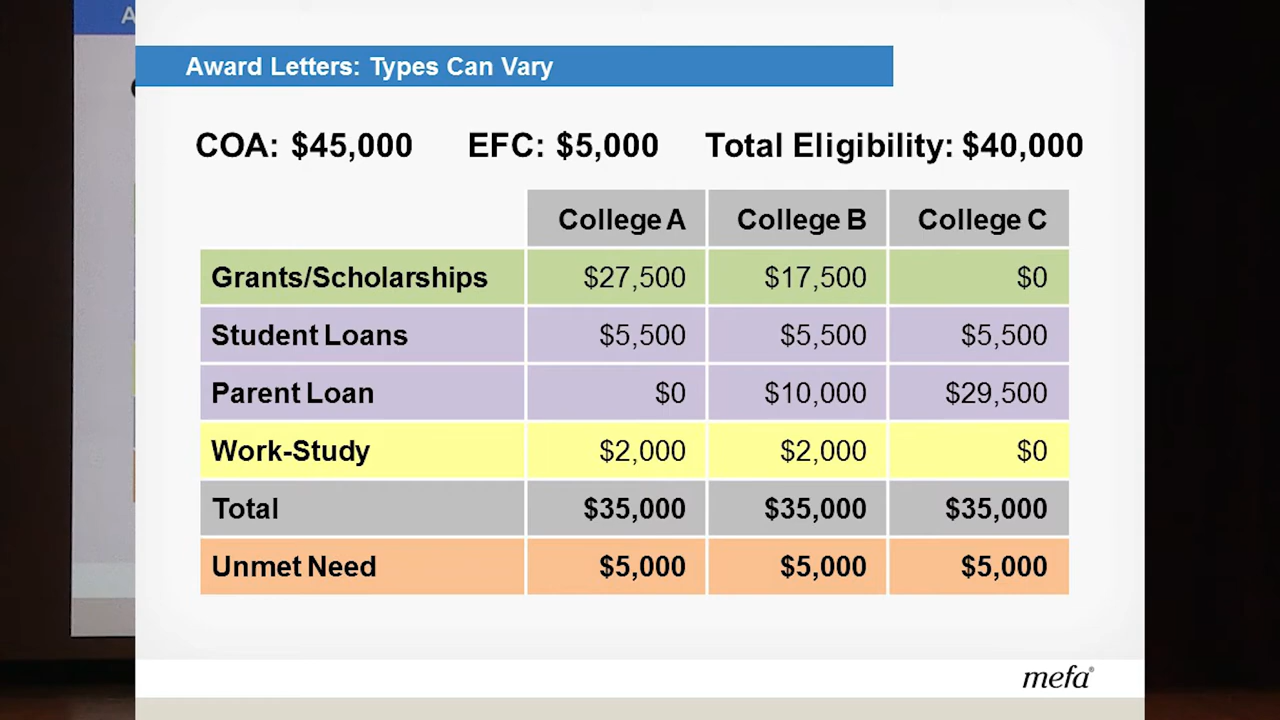 A
Award Letters: Types Can Vary
COA: $45,000 EFC: $5,000 Total Eligibility: $40,000
College A College B College C
Grants/Scholarships $27,500 $17,500 $0
Student Loans $5,500 $5,500 $5,500
Parent Loan $0 $10,000 $29,500
Work-Study $2,000 $2,000 $0
Total $35,000 $35,000 $35,000
Unmet Need $5,000 $5,000 $5,000
mefa®